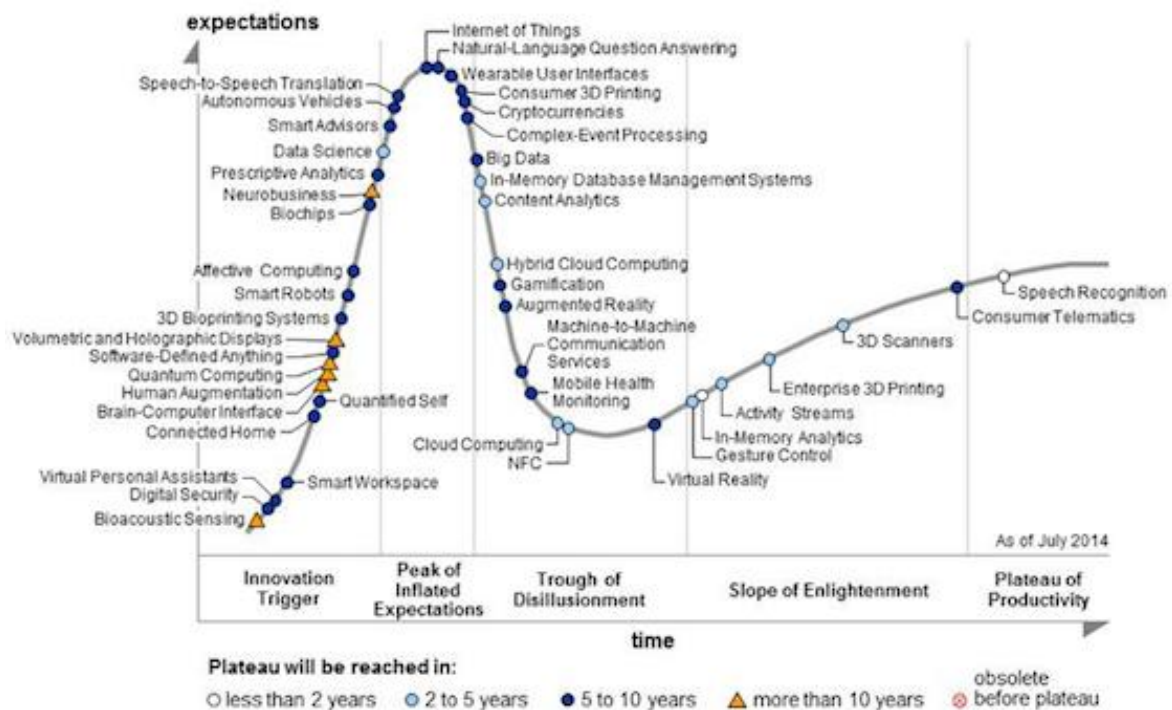 expectations
Internet of Things
Natural-Language Question Answering
Wearable User Interfaces
Consumer 3D Printing
Cryptocurrencies
Complex-Event Processing
Speech-to-Speech Translation
Autonomous Vehicles
Smart Advisors
Data Science
Prescriptive Analytics
Neurobusiness
Biochips
Big Data
In-Memory Database Management Systems
Content Analytics
Affective Computing
Smart Robots
3D Bioprinting Systems
Volumetric and Holographic Displays
Software-Defined Anything
Quantum Computing
Human Augmentation
Brain-Computer Interface
Connected Home
Quantified Self
Hybrid Cloud Computing
Gamification
Augmented Reality
Machine-to-Machine
Communication
Services
Mobile Health
Monitoring
Speech Recognition
Consumer Telematics
3D Scanners
Enterprise 3D Printing
Activity Streams
In-Memory Analytics
Gesture Control
Virtual Reality
Cloud Computing
NFC
Virtual Personal Assistants
Digital Security
Bioacoustic Sensing
Smart Workspace
As of July 2014
Innovation
Trigger
Peak of
Inflated
Expectations
Trough of
Disillusionment
Slope of Enlightenment
Plateau of
Productivity
time
Plateau will be reached in:
less than 2 years
2 to 5 years
5 to 10 years
more than 10 years
obsolete
before plateau